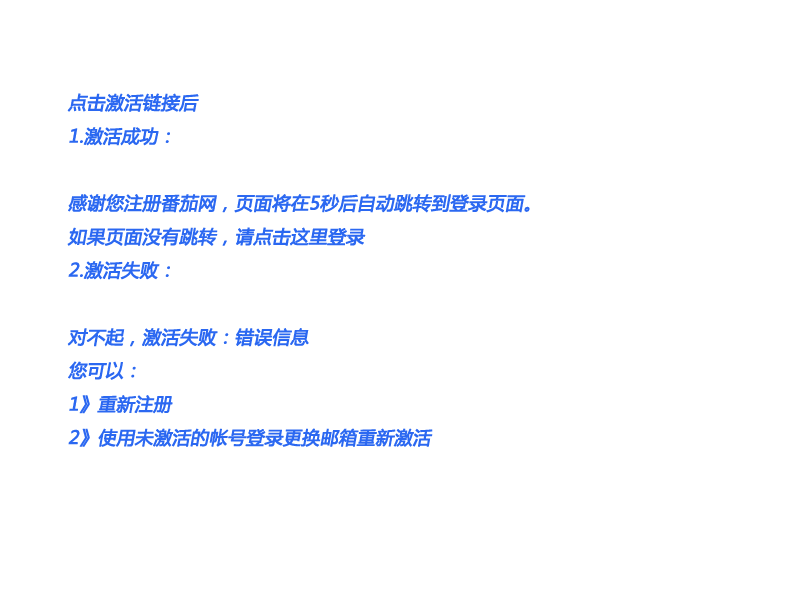 点击激活链接后
1.激活成功：
感谢您注册番茄网，页面将在5秒后自动跳转到登录页面。
如果页面没有跳转，请点击这里登录
2.激活失败：
对不起，激活失败：错误信息
您可以：
1》重新注册
2》使用未激活的帐号登录更换邮箱重新激活